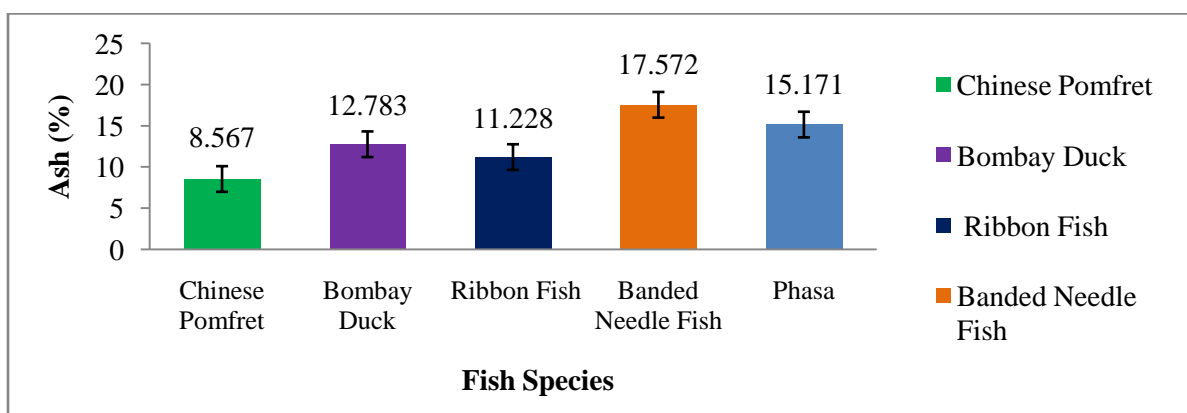 25
20
15
10
5
0
Ash (%)
8.567
12.783
11.228
17.572
15.171
Chinese
Pomfret
Bombay
Duck
Ribbon Fish
Banded
Needle Fish
Phasa
Fish Species
Chinese Pomfret
Bombay Duck
Ribbon Fish
Banded Needle
Fish